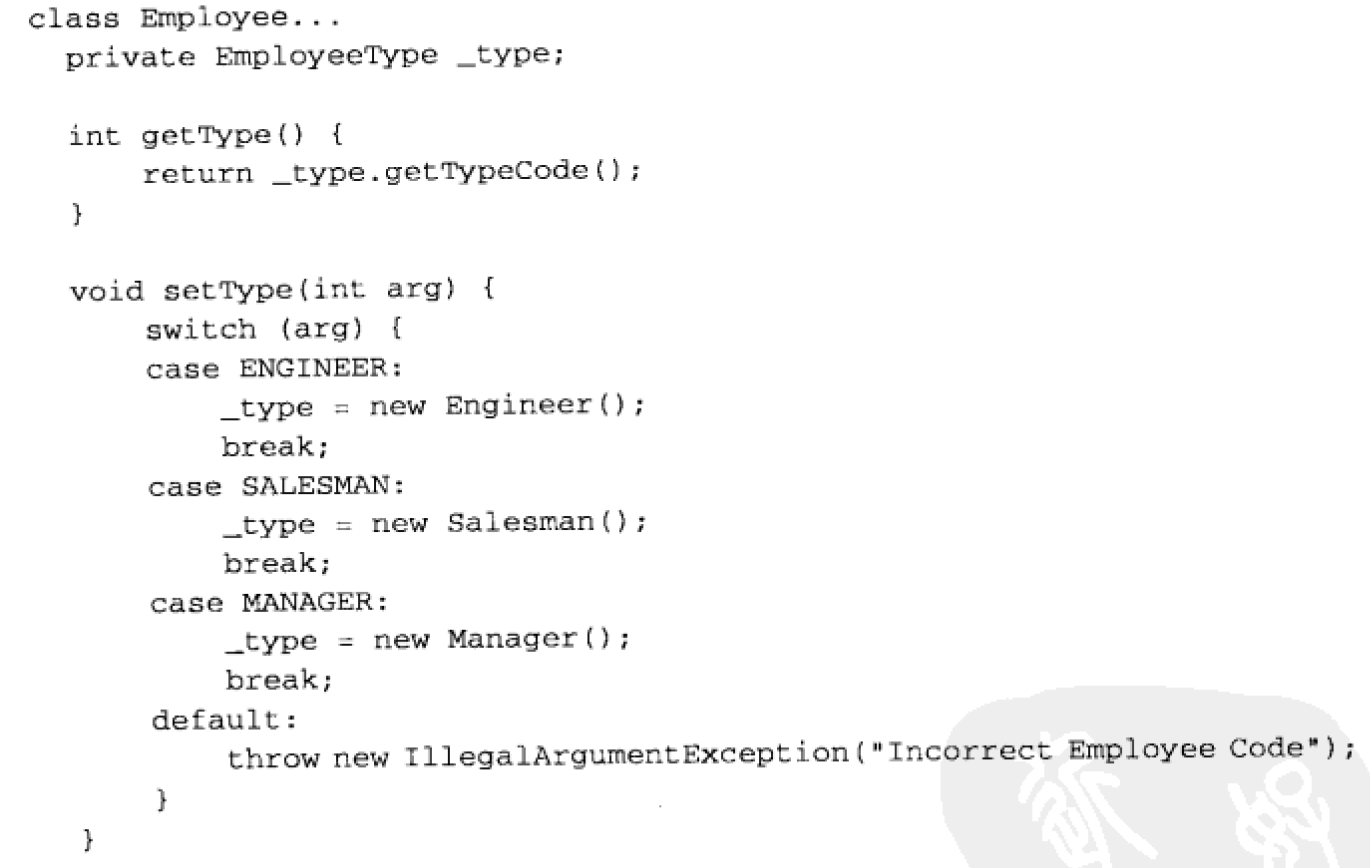 class Employee...
  private EmployeeType _type;

  int getType() {
      return _type.getTypeCode();
  }

  void setType(int arg) {
      switch (arg) {
      case ENGINEER:
          _type = new Engineer();
          break;
      case SALESMAN:
          _type = new Salesman();
          break;
      case MANAGER:
          _type = new Manager();
          break;
      default:
          throw new IllegalArgumentException("Incorrect Employee Code");
      }
  }